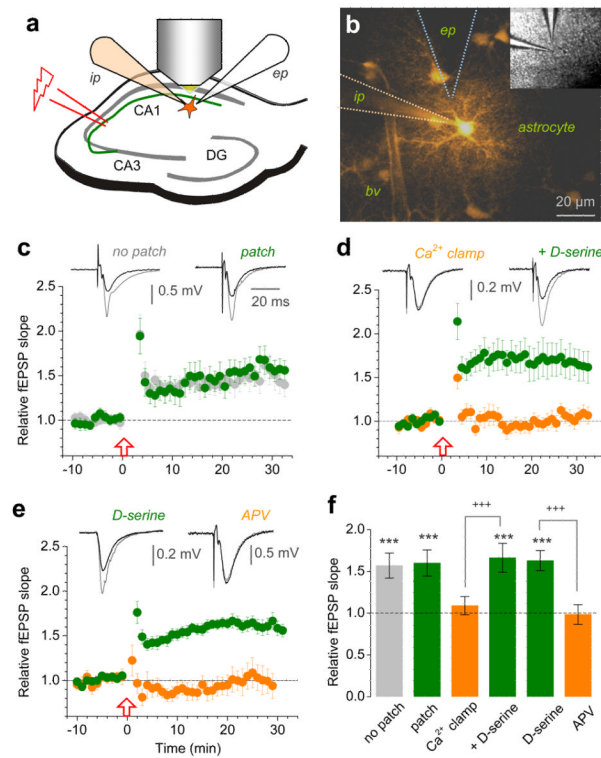 a
ip
ep
CA1
CA3
DG
b
ep
ip
astrocyte
bv
20 µm
c
no patch
patch
0.5 mV
20 ms
Relative fEPSP slope
2.5
2.0
1.5
1.0
-10 0 10 20 30
d
Ca²⁺ clamp
+ D-serine
0.2 mV
Relative fEPSP slope
2.5
2.0
1.5
1.0
-10 0 10 20 30
e
D-serine
APV
0.2 mV
0.5 mV
Relative fEPSP slope
2.5
2.0
1.5
1.0
-10 0 10 20 30
Time (min)
f
+++
+++
***
***
***
***
Relative fEPSP slope
2.0
1.5
1.0
0.5
0.0
no patch
patch
Ca²⁺
clamp
+ D-serine
D-serine
APV